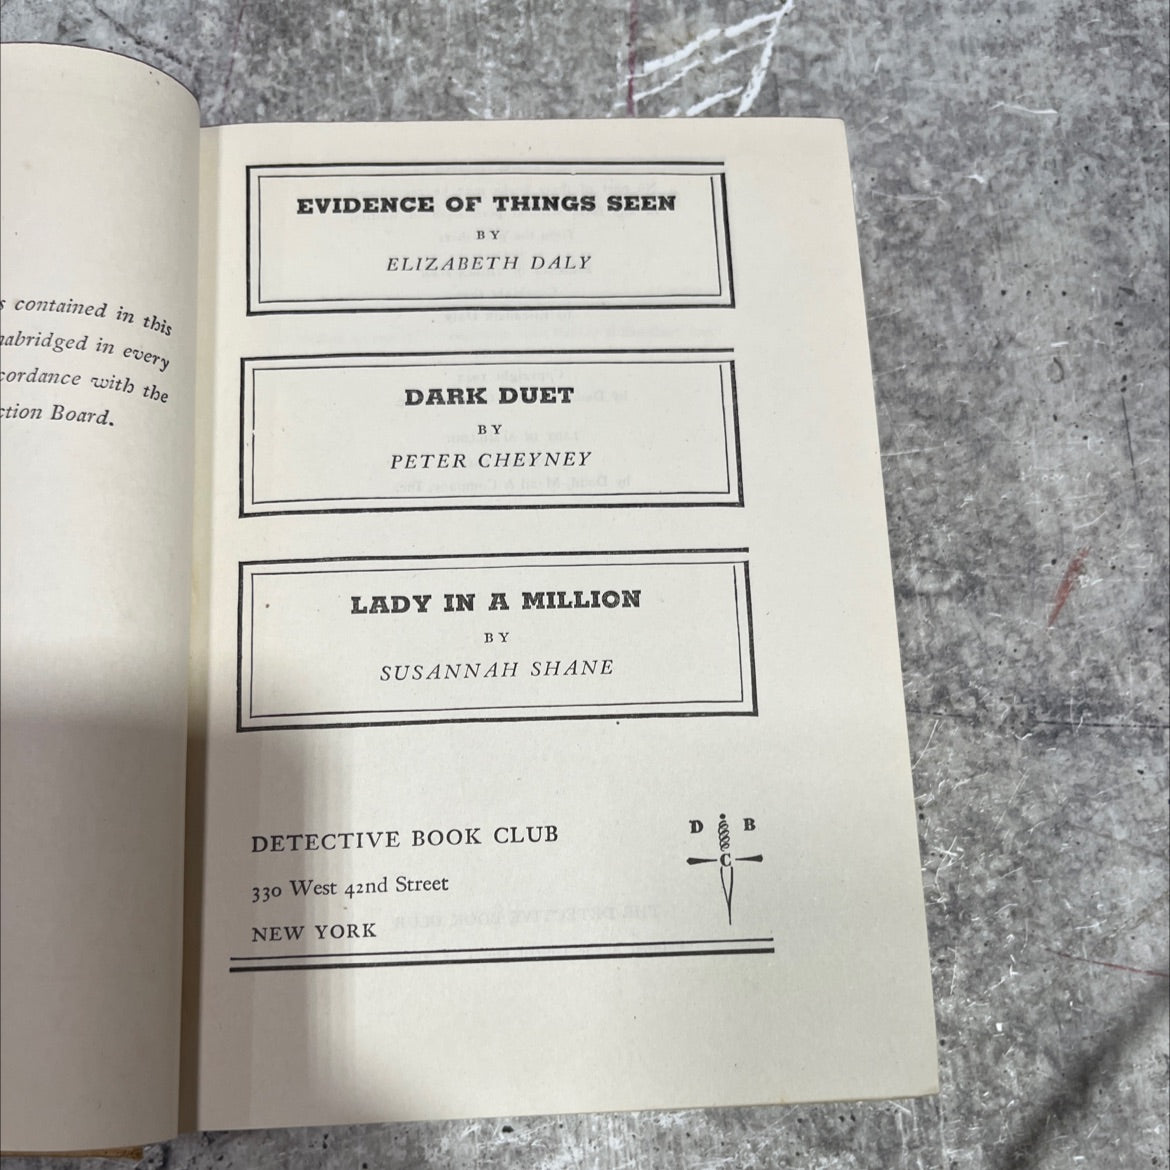 s contained in this
abridged in every
cordance with the
ction Board.
EVIDENCE OF THINGS SEEN
BY
ELIZABETH DALY
DARK DUET
BY
PETER CHEYNEY
LADY IN A MILLION
BY
SUSANNAH SHANE
DETECTIVE BOOK CLUB
330 West 42nd Street
NEW YORK
D B
C